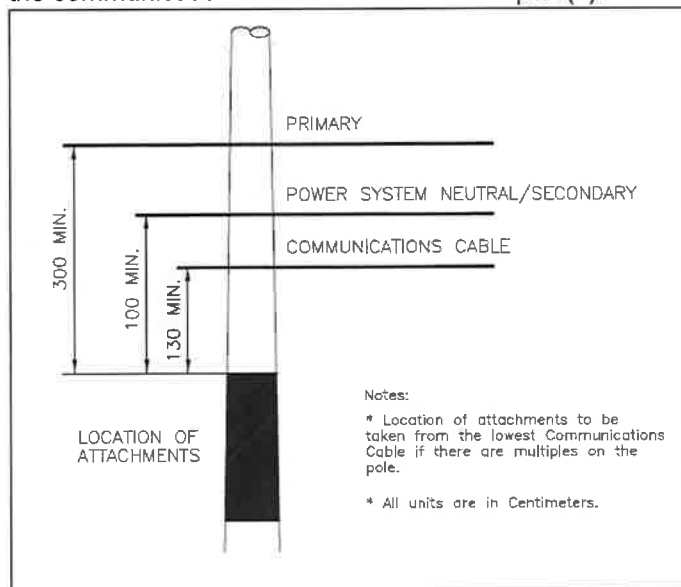 PRIMARY
POWER SYSTEM NEUTRAL/SECONDARY
COMMUNICATIONS CABLE
300 MIN.
100 MIN.
130 MIN.
LOCATION OF
ATTACHMENTS
Notes:
* Location of attachments to be
taken from the lowest Communications
Cable if there are multiples on the
pole.
* All units are in Centimeters.